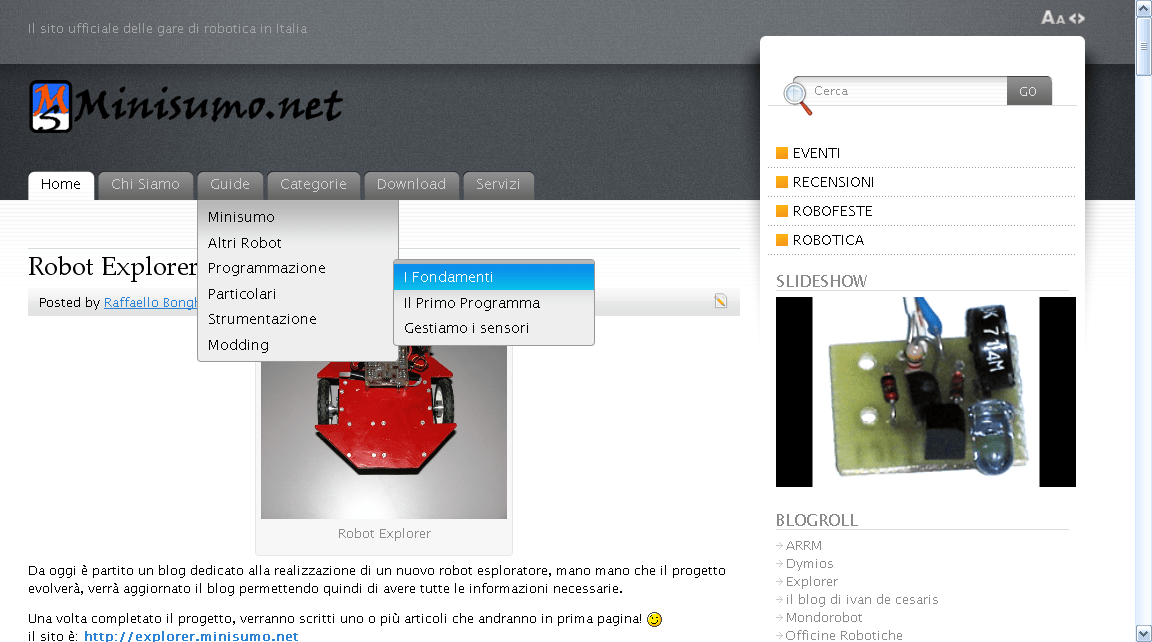 Il sito ufficiale delle gare di robotica in Italia
AA
Minisumo.net
Cerca
GO
Home
Chi Siamo
Guide
Categorie
Download
Servizi
Minisumo
Altri Robot
Programmazione
Particolari
Strumentazione
Modding
I Fondamenti
Il Primo Programma
Gestiamo i sensori
Robot Explorer
Posted by Raffaello
Robot Explorer
Da oggi è partito un blog dedicato alla realizzazione di un nuovo robot esploratore, mano mano che il progetto
evolverà, verrà aggiornato il blog permettendo quindi di avere tutte le informazioni necessarie.
Una volta completato il progetto, verranno scritti uno o più articoli che andranno in prima pagina!
il sito è: http://explorer.minisumo.net
EVENTI
RECENSIONI
ROBOFESTE
ROBOTICA
SLIDESHOW
K 714M
BLOGROLL
ARRM
Dymios
Explorer
il blog di ivan de cesaris
Mondorobot
Officine Robotiche